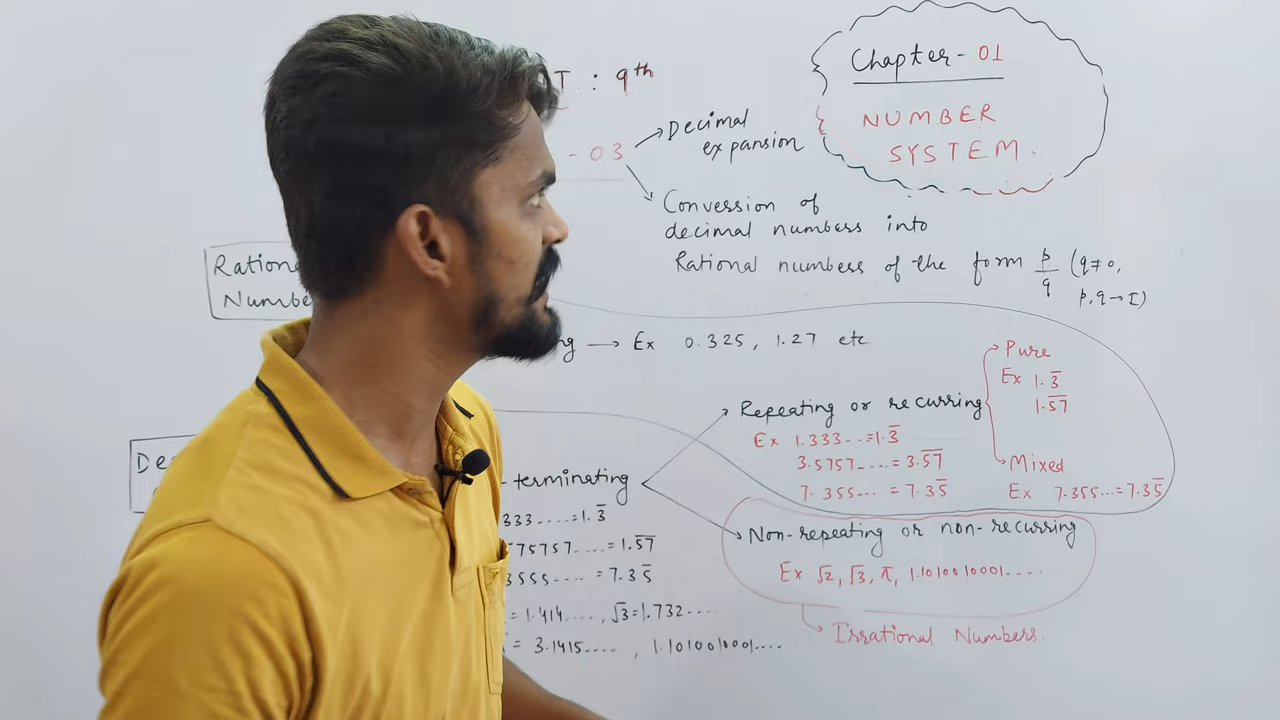 Chapter - 01
NUMBER
SYSTEM
T : 9th
- 03
Decimal
expansion
Convession of
decimal numbers into
Rational numbers of the form p/q (q≠0,
p,q→I)
Rationa
Numbe
ng → Ex 0.325, 1.27 etc
Pure
Ex 1.3̅
1.5̅7̅
Repeating or recurring
Ex 1.333...=1.3̅
3.5757.....=3.5̅7̅
7.355... = 7.35̅
Mixed
Ex 7.355...=7.35̅
De
- terminating
333.....=1.3̅
75757....=1.5̅7̅
3555.... = 7.35̅
= 1.414...., √3=1.732....
= 3.1415...., 1.1010010001....
Non-repeating or non-recurring
Ex √2, √3, π, 1.1010010001....
Irrational Numbers.